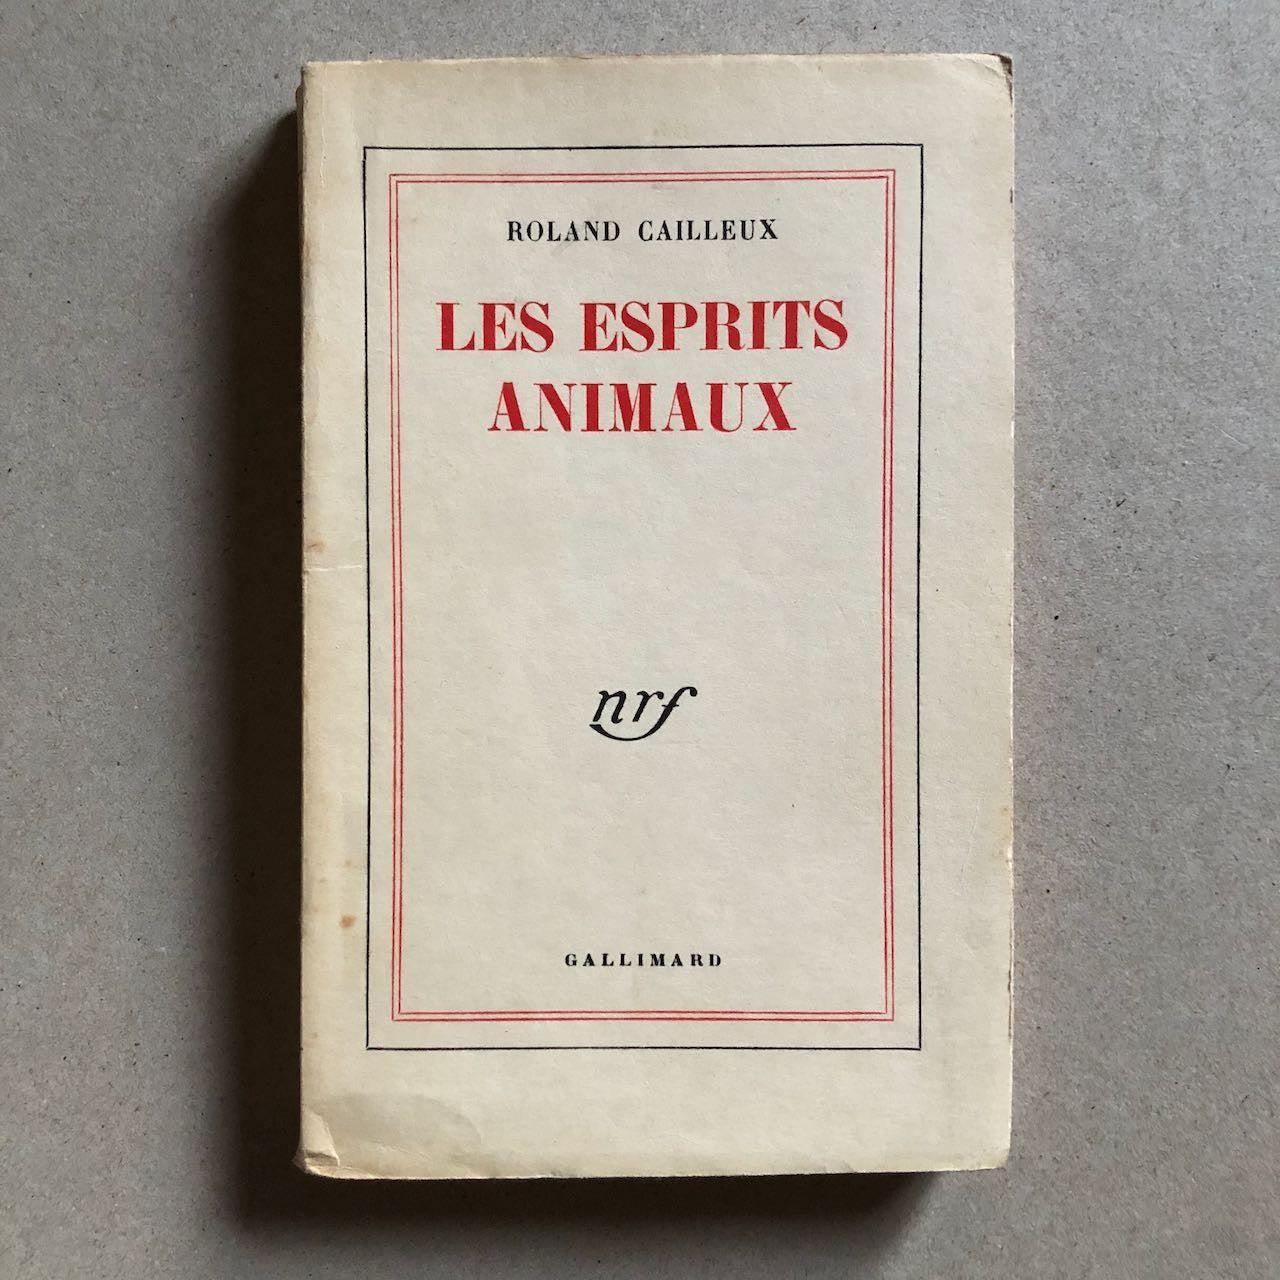 ROLAND CAILLEUX
LES ESPRITS
ANIMAUX
nrf
GALLIMARD